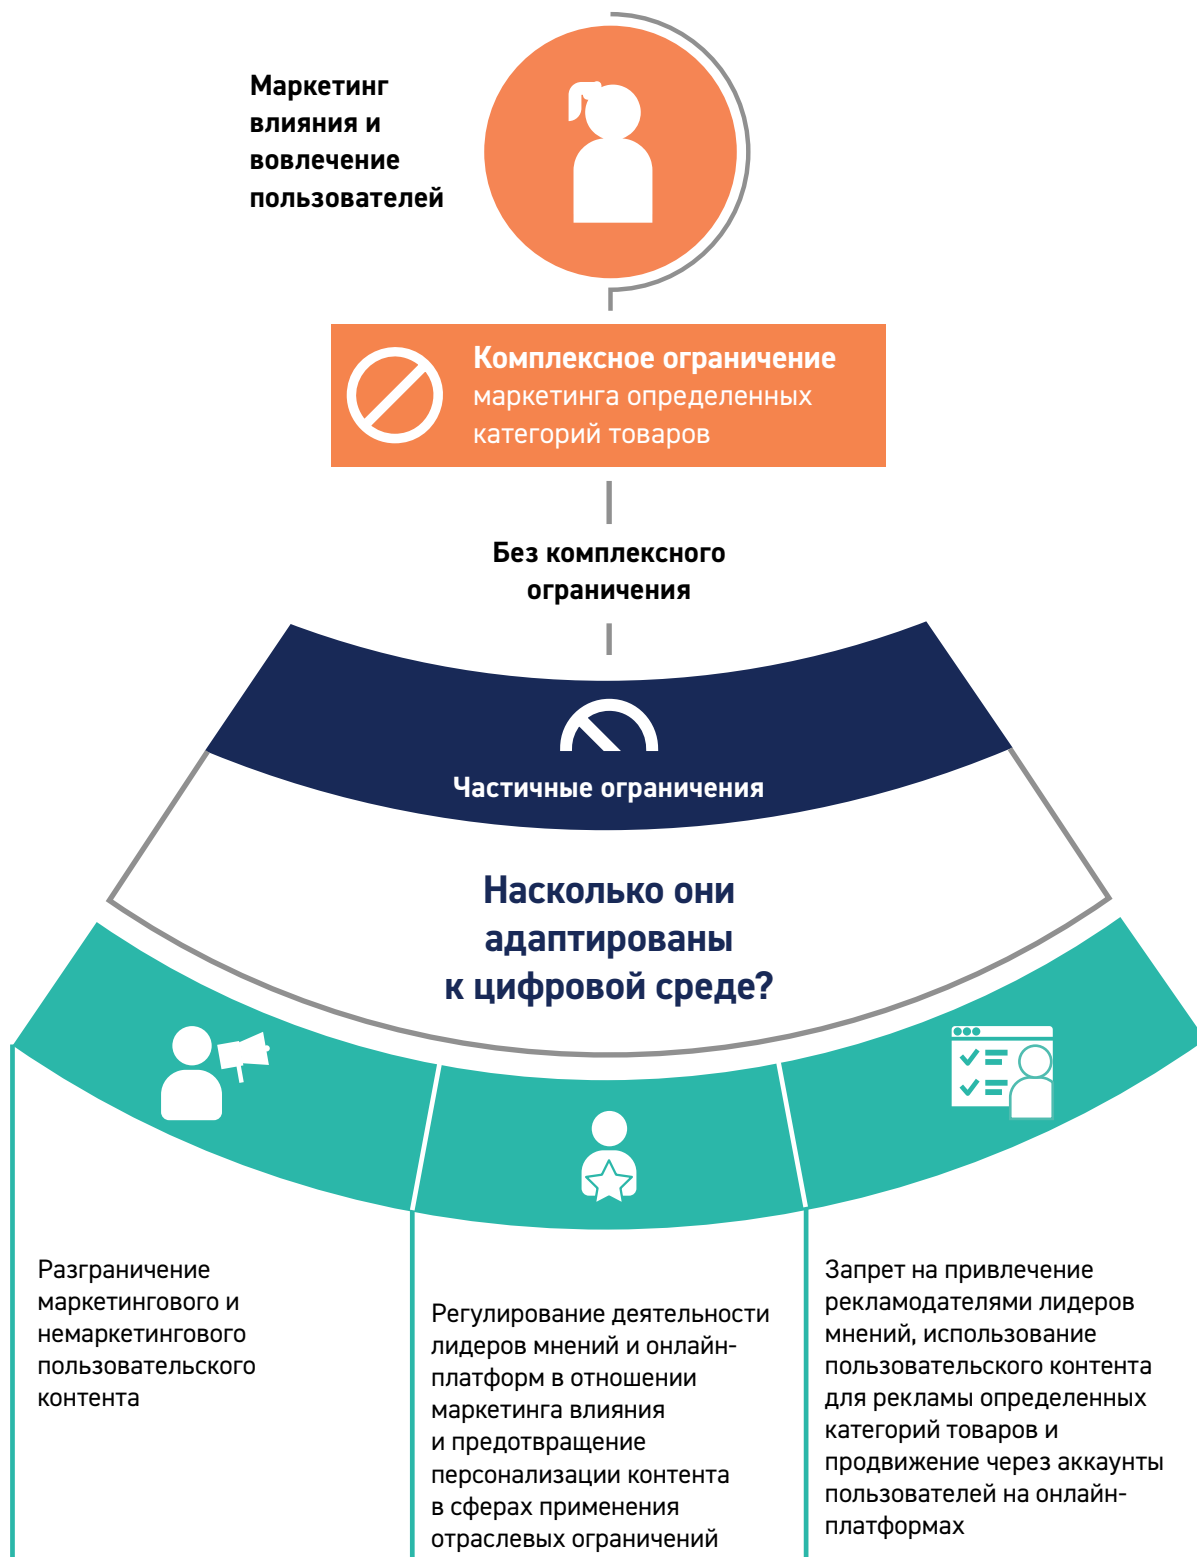 Маркетинг
влияния и
вовлечение
пользователей
Комплексное ограничение
маркетинга определенных
категорий товаров
Без комплексного
ограничения
Частичные ограничения
Насколько они
адаптированы
к цифровой среде?
Разграничение
маркетингового и
немаркетингового
пользовательского
контента
Регулирование деятельности
лидеров мнений и онлайн-
платформ в отношении
маркетинга влияния
и предотвращение
персонализации контента
в сферах применения
отраслевых ограничений
Запрет на привлечение
рекламодателями лидеров
мнений, использование
пользовательского контента
для рекламы определенных
категорий товаров и
продвижение через аккаунты
пользователей на онлайн-
платформах